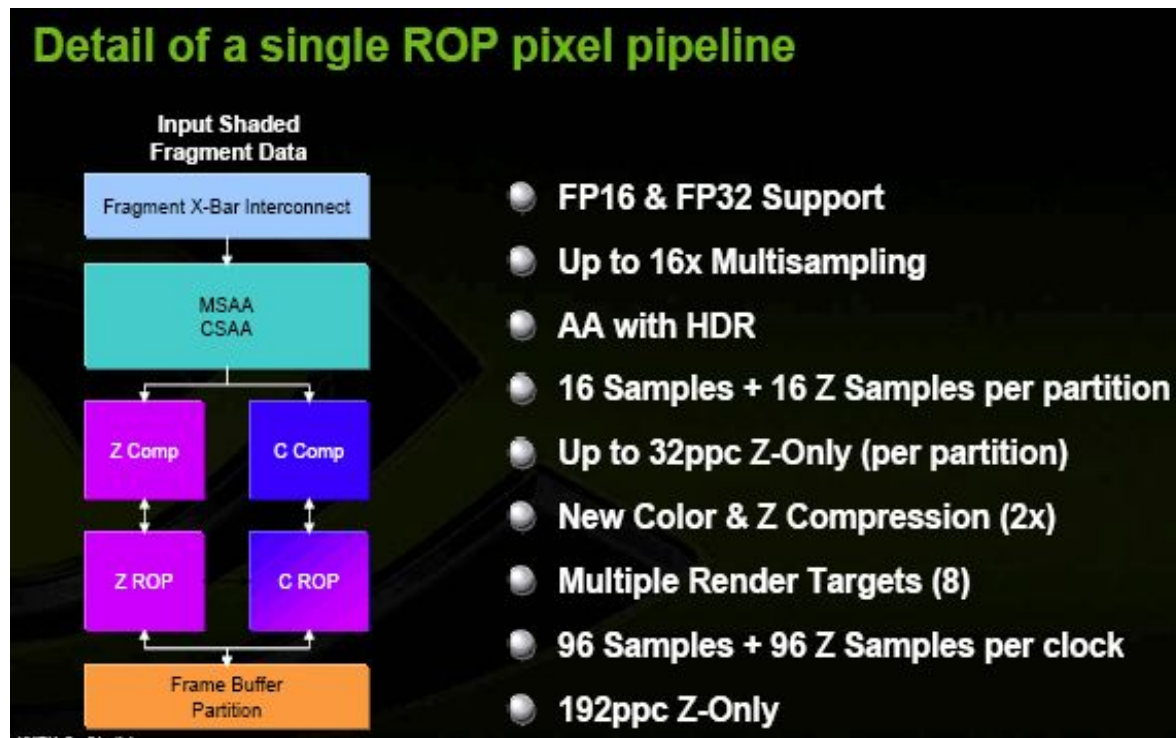 Detail of a single ROP pixel pipeline
Input Shaded
Fragment Data
Fragment X-Bar Interconnect
MSAA
CSAA
Z Comp
C Comp
Z ROP
C ROP
Frame Buffer
Partition
FP16 & FP32 Support
Up to 16x Multisampling
AA with HDR
16 Samples + 16 Z Samples per partition
Up to 32ppc Z-Only (per partition)
New Color & Z Compression (2x)
Multiple Render Targets (8)
96 Samples + 96 Z Samples per clock
192ppc Z-Only